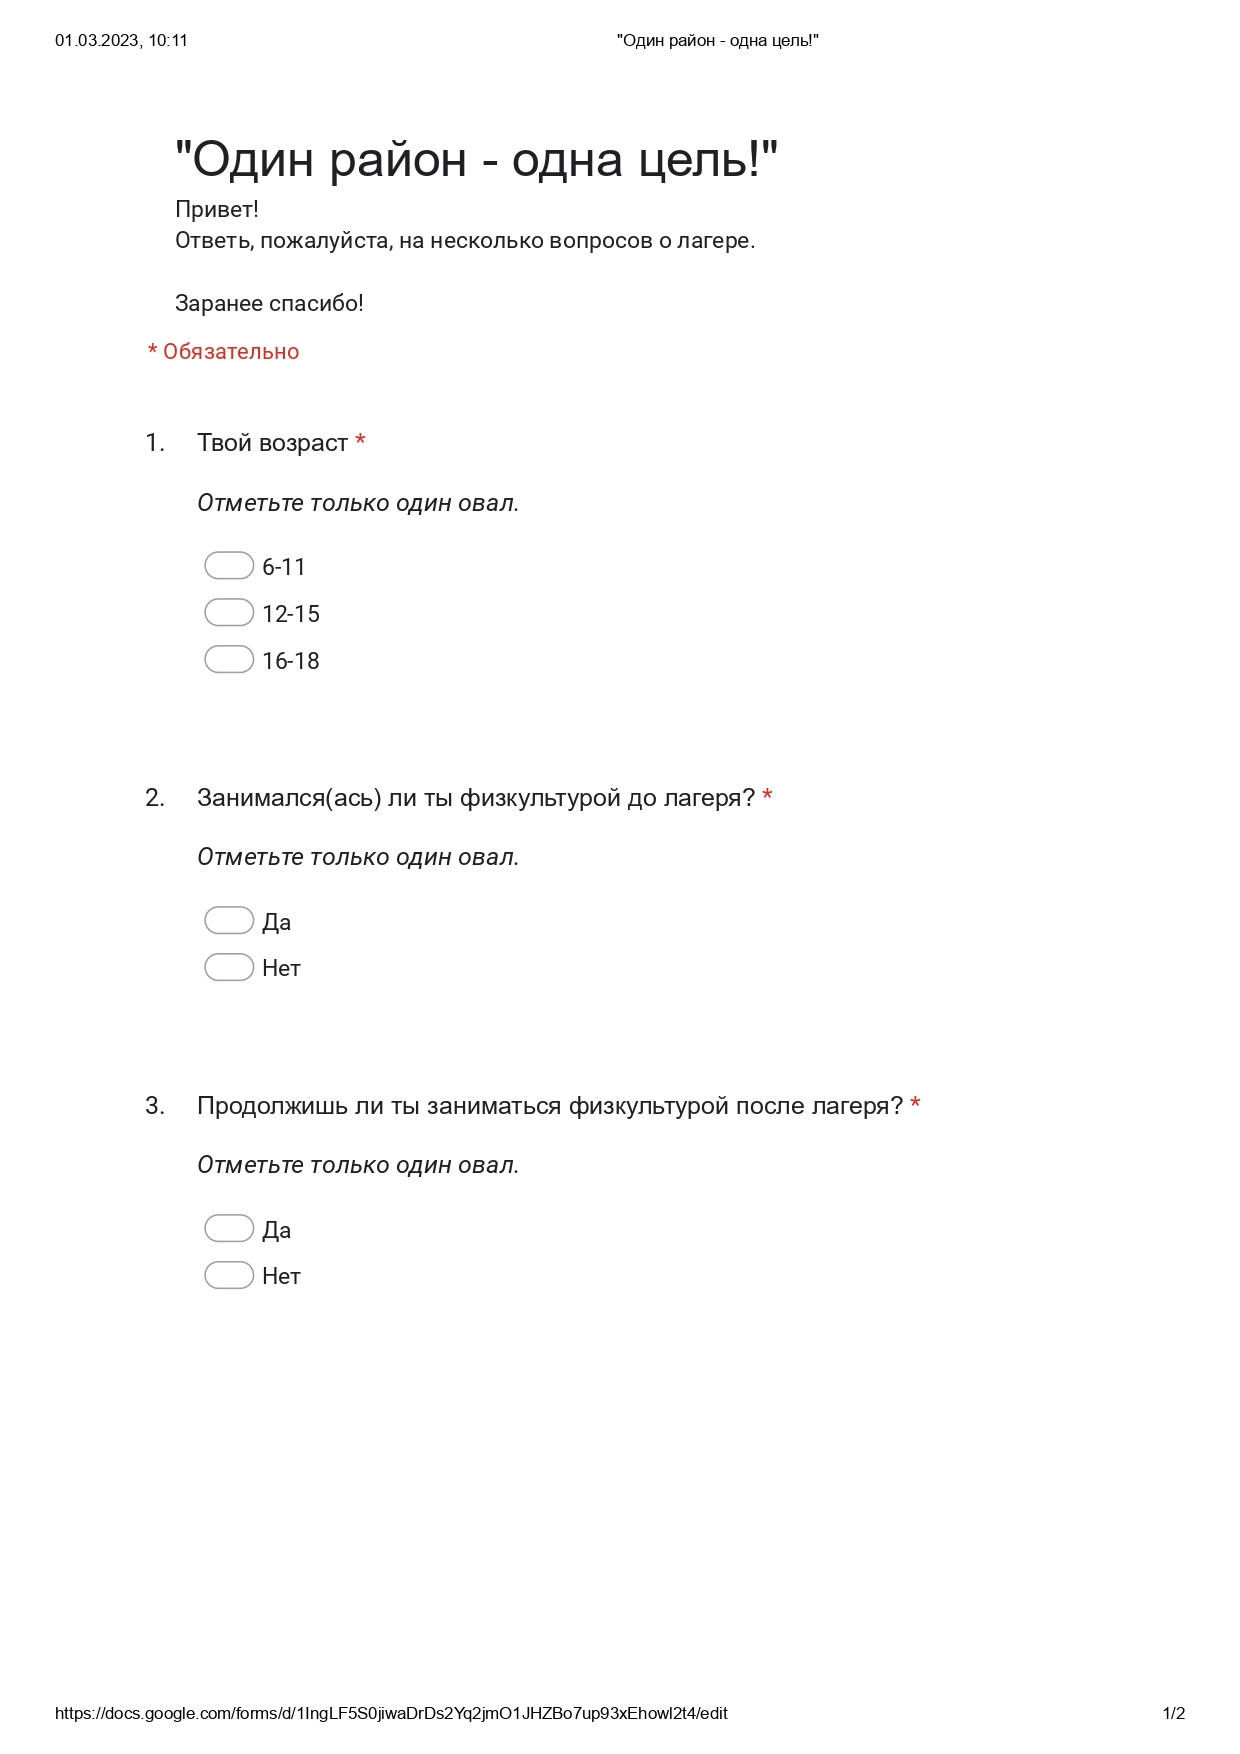 01.03.2023, 10:11
"Один район - одна цель!"
"Один район - одна цель!"
Привет!
Ответь, пожалуйста, на несколько вопросов о лагере.
Заранее спасибо!
* Обязательно
1. Твой возраст *
Отметьте только один овал.
6-11
12-15
16-18
2. Занимался(ась) ли ты физкультурой до лагеря? *
Отметьте только один овал.
Да
Нет
3. Продолжишь ли ты заниматься физкультурой после лагеря? *
Отметьте только один овал.
Да
Нет
https://docs.google.com/forms/d/1IngLF5S0jiwaDrDs2Yq2jmO1JHZBo7up93xEhowl2t4/edit
1/2